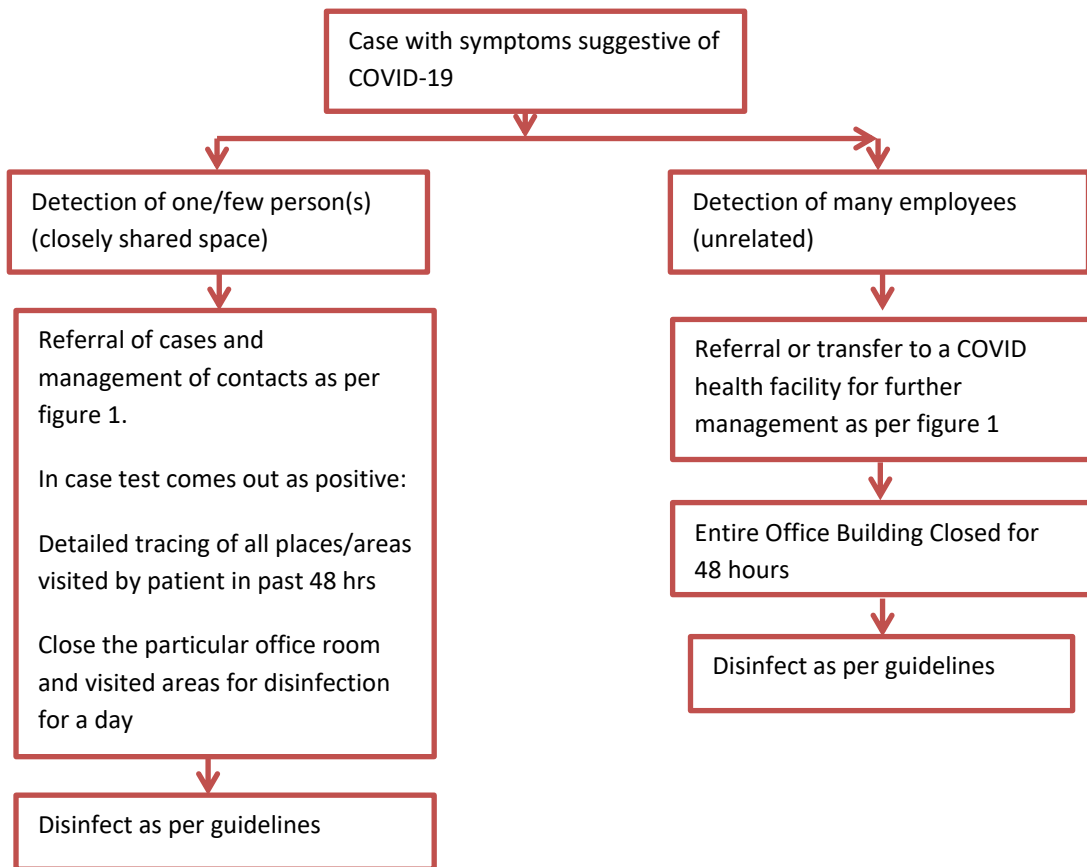 Case with symptoms suggestive of
COVID-19
Detection of one/few person(s)
(closely shared space)
Referral of cases and
management of contacts as per
figure 1.
In case test comes out as positive:
Detailed tracing of all places/areas
visited by patient in past 48 hrs
Close the particular office room
and visited areas for disinfection
for a day
Disinfect as per guidelines
Detection of many employees
(unrelated)
Referral or transfer to a COVID
health facility for further
management as per figure 1
Entire Office Building Closed for
48 hours
Disinfect as per guidelines